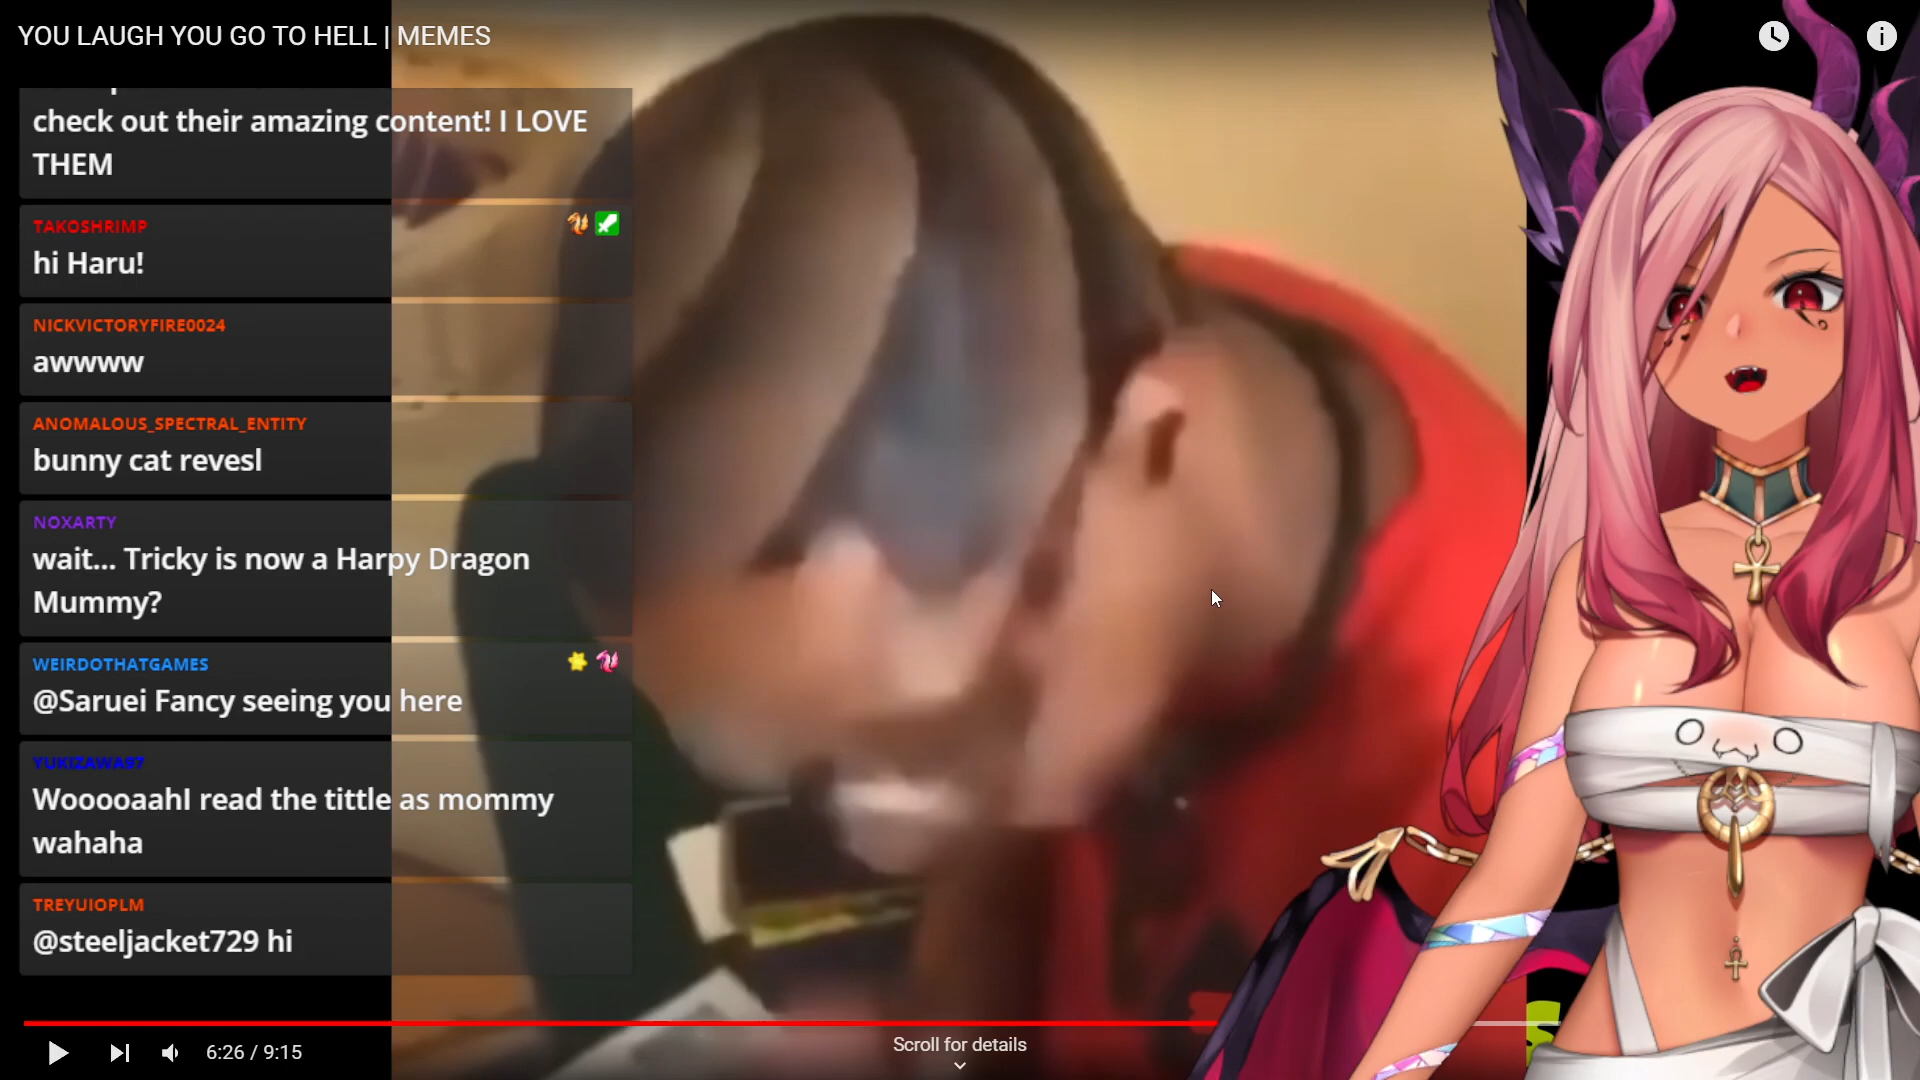 YOU LAUGH YOU GO TO HELL | MEMES
check out their amazing content! I LOVE
THEM
TAKOSHRIMP
hi Haru!
NICKVICTORYFIRE0024
awwww
ANOMALOUS_SPECTRAL_ENTITY
bunny cat revesl
NOXARTY
wait... Tricky is now a Harpy Dragon
Mummy?
WEIRDOTHATGAMES
@Saruei Fancy seeing you here
YUKIZAWA97
WooooaahI read the tittle as mommy
wahaha
TREYUIOPLM
@steeljacket729 hi
6:26 / 9:15
Scroll for details